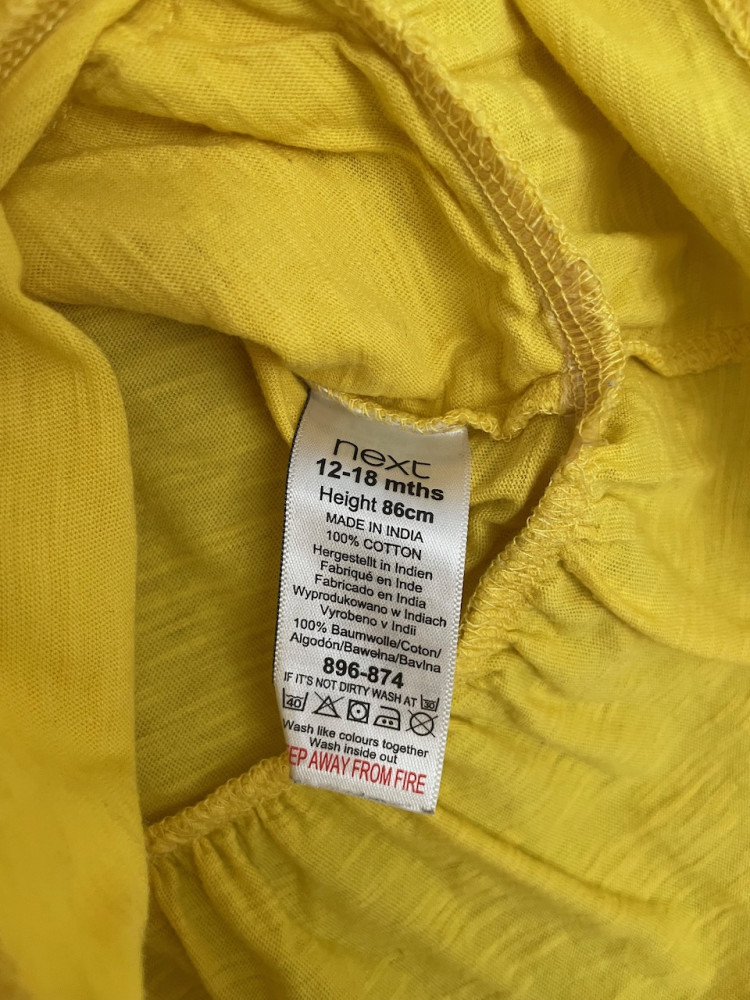 next
12-18 mths
Height 86cm
MADE IN INDIA
100% COTTON
Hergestellt in Indien
Fabriqué en Inde
Fabricado en India
Wyprodukowano w Indiach
Vyrobeno v Indii
100% Baumwolle/Coton/
Algodón/Bawełna/Bavlna
896-874
IF IT'S NOT DIRTY WASH AT 30
40
Wash like colours together
Wash inside out
EP AWAY FROM FIRE